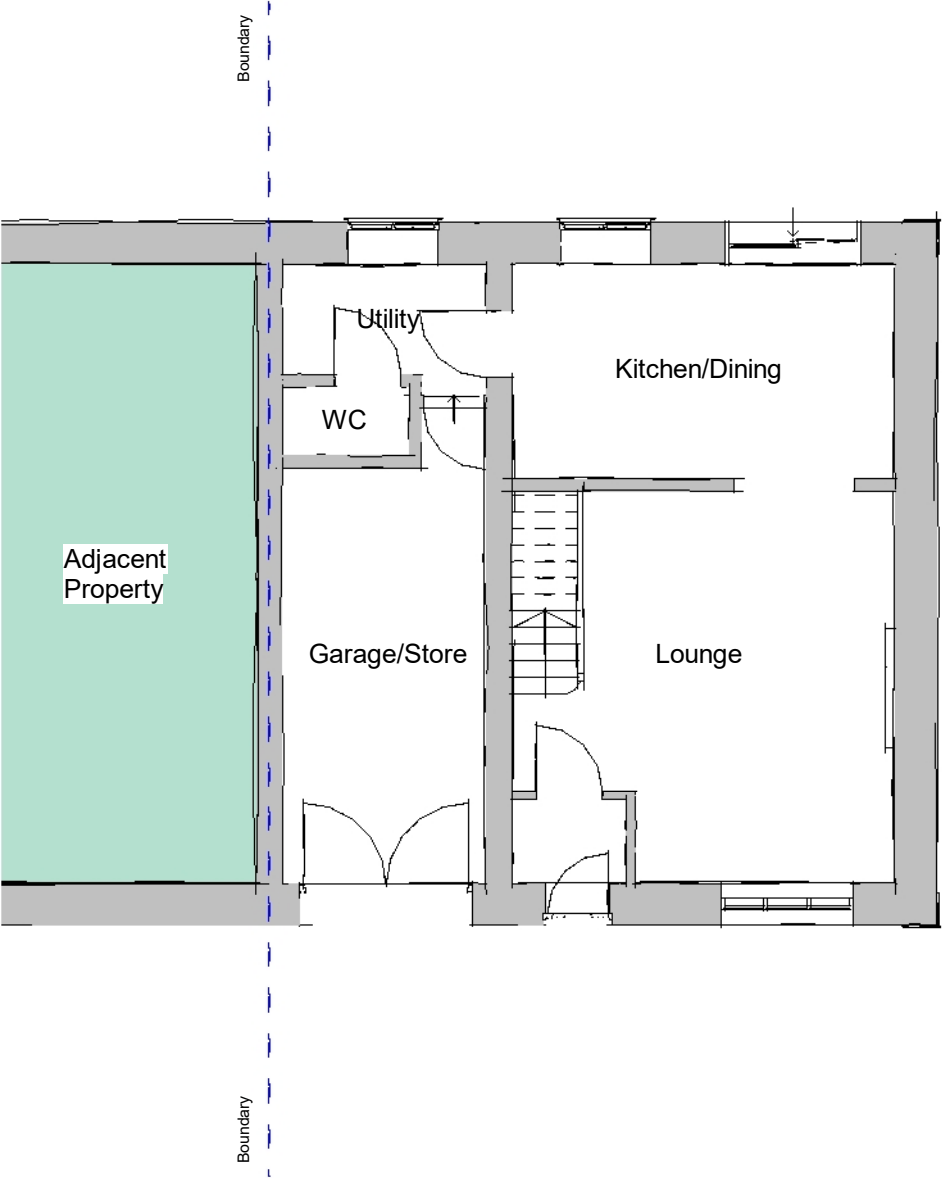 Boundary
Utility
Kitchen/Dining
WC
Adjacent
Property
Garage/Store
Lounge
Boundary